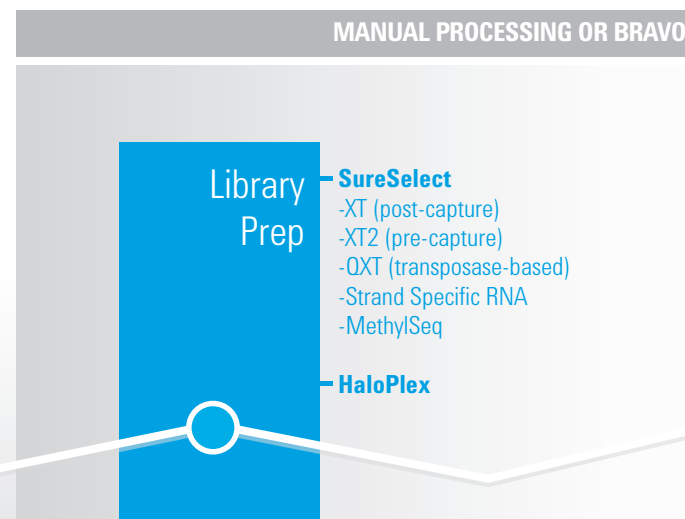 MANUAL PROCESSING OR BRAVO
Library
Prep
SureSelect
-XT (post-capture)
-XT2 (pre-capture)
-QXT (transposase-based)
-Strand Specific RNA
-MethylSeq
HaloPlex